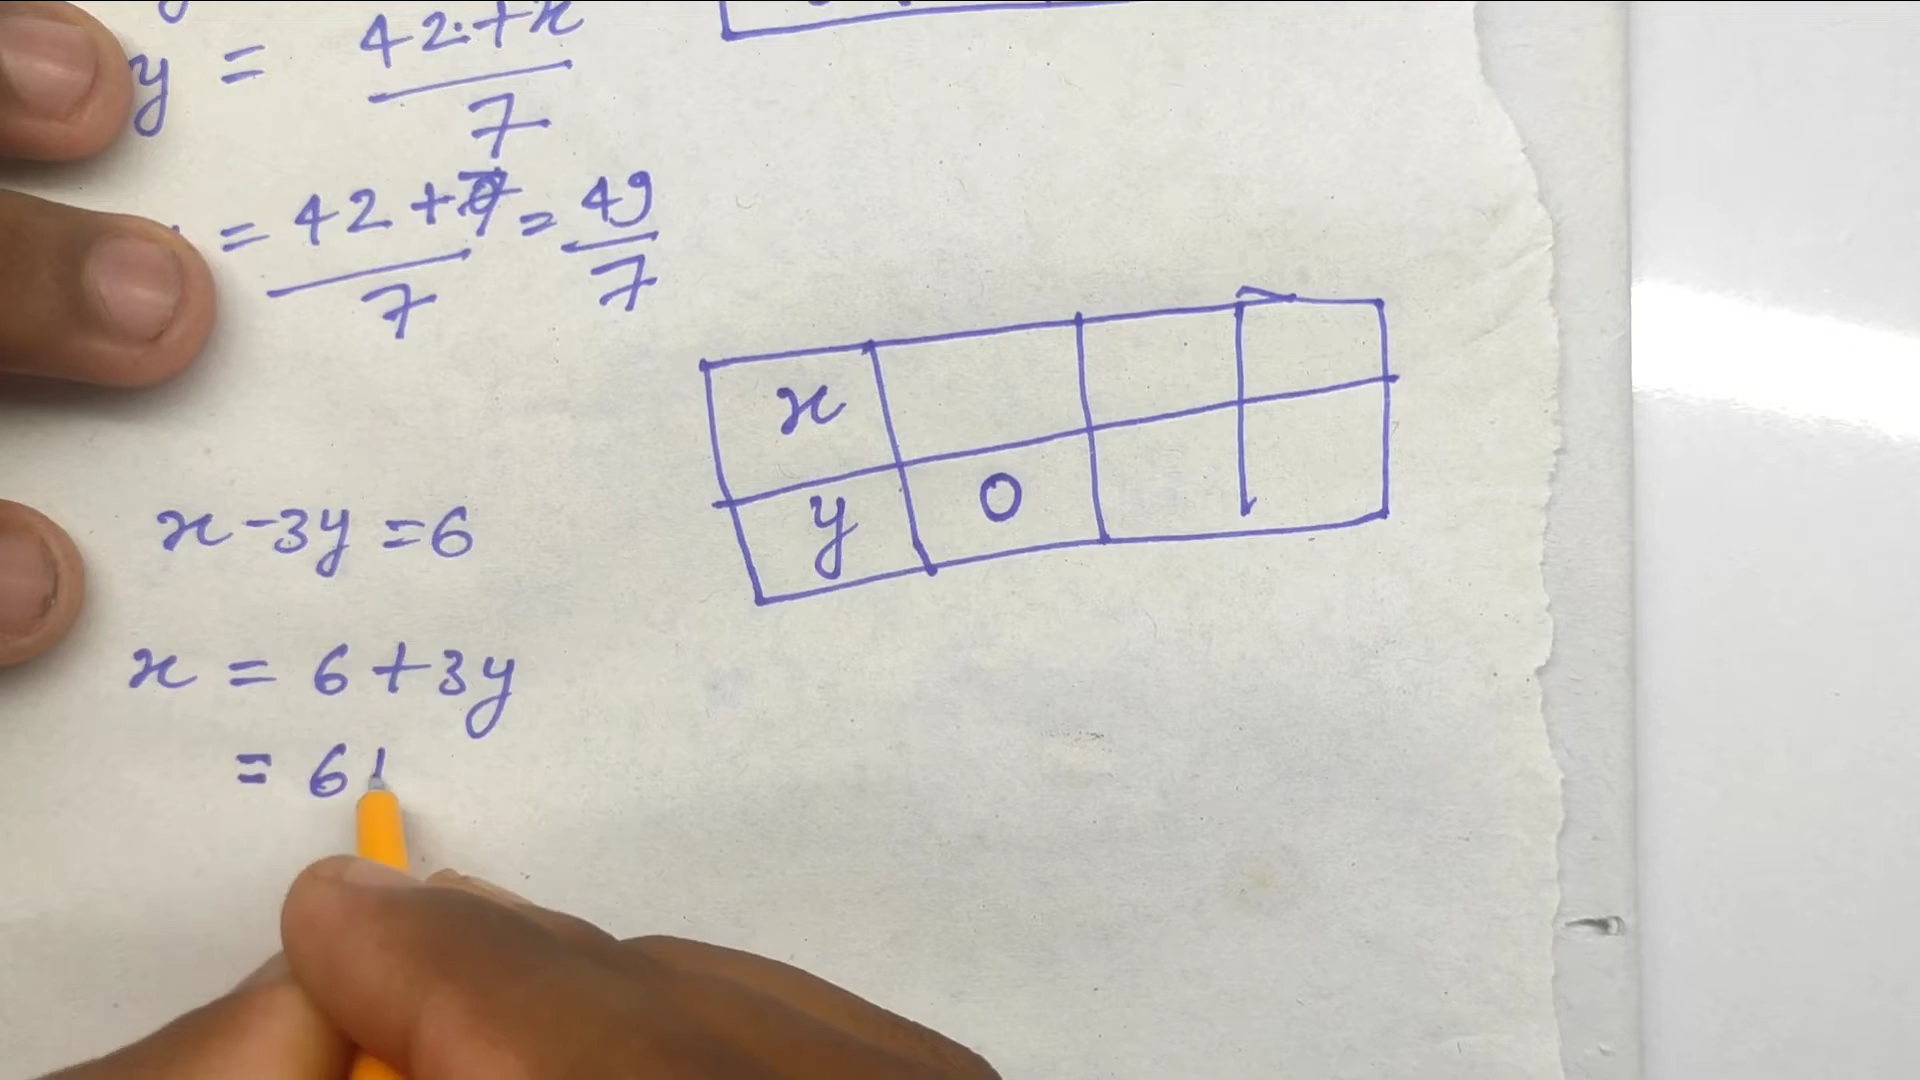 y = 42+x / 7
= 42+7 / 7 = 49 / 7
x - 3y = 6
x = 6 + 3y
= 6
x
y 0